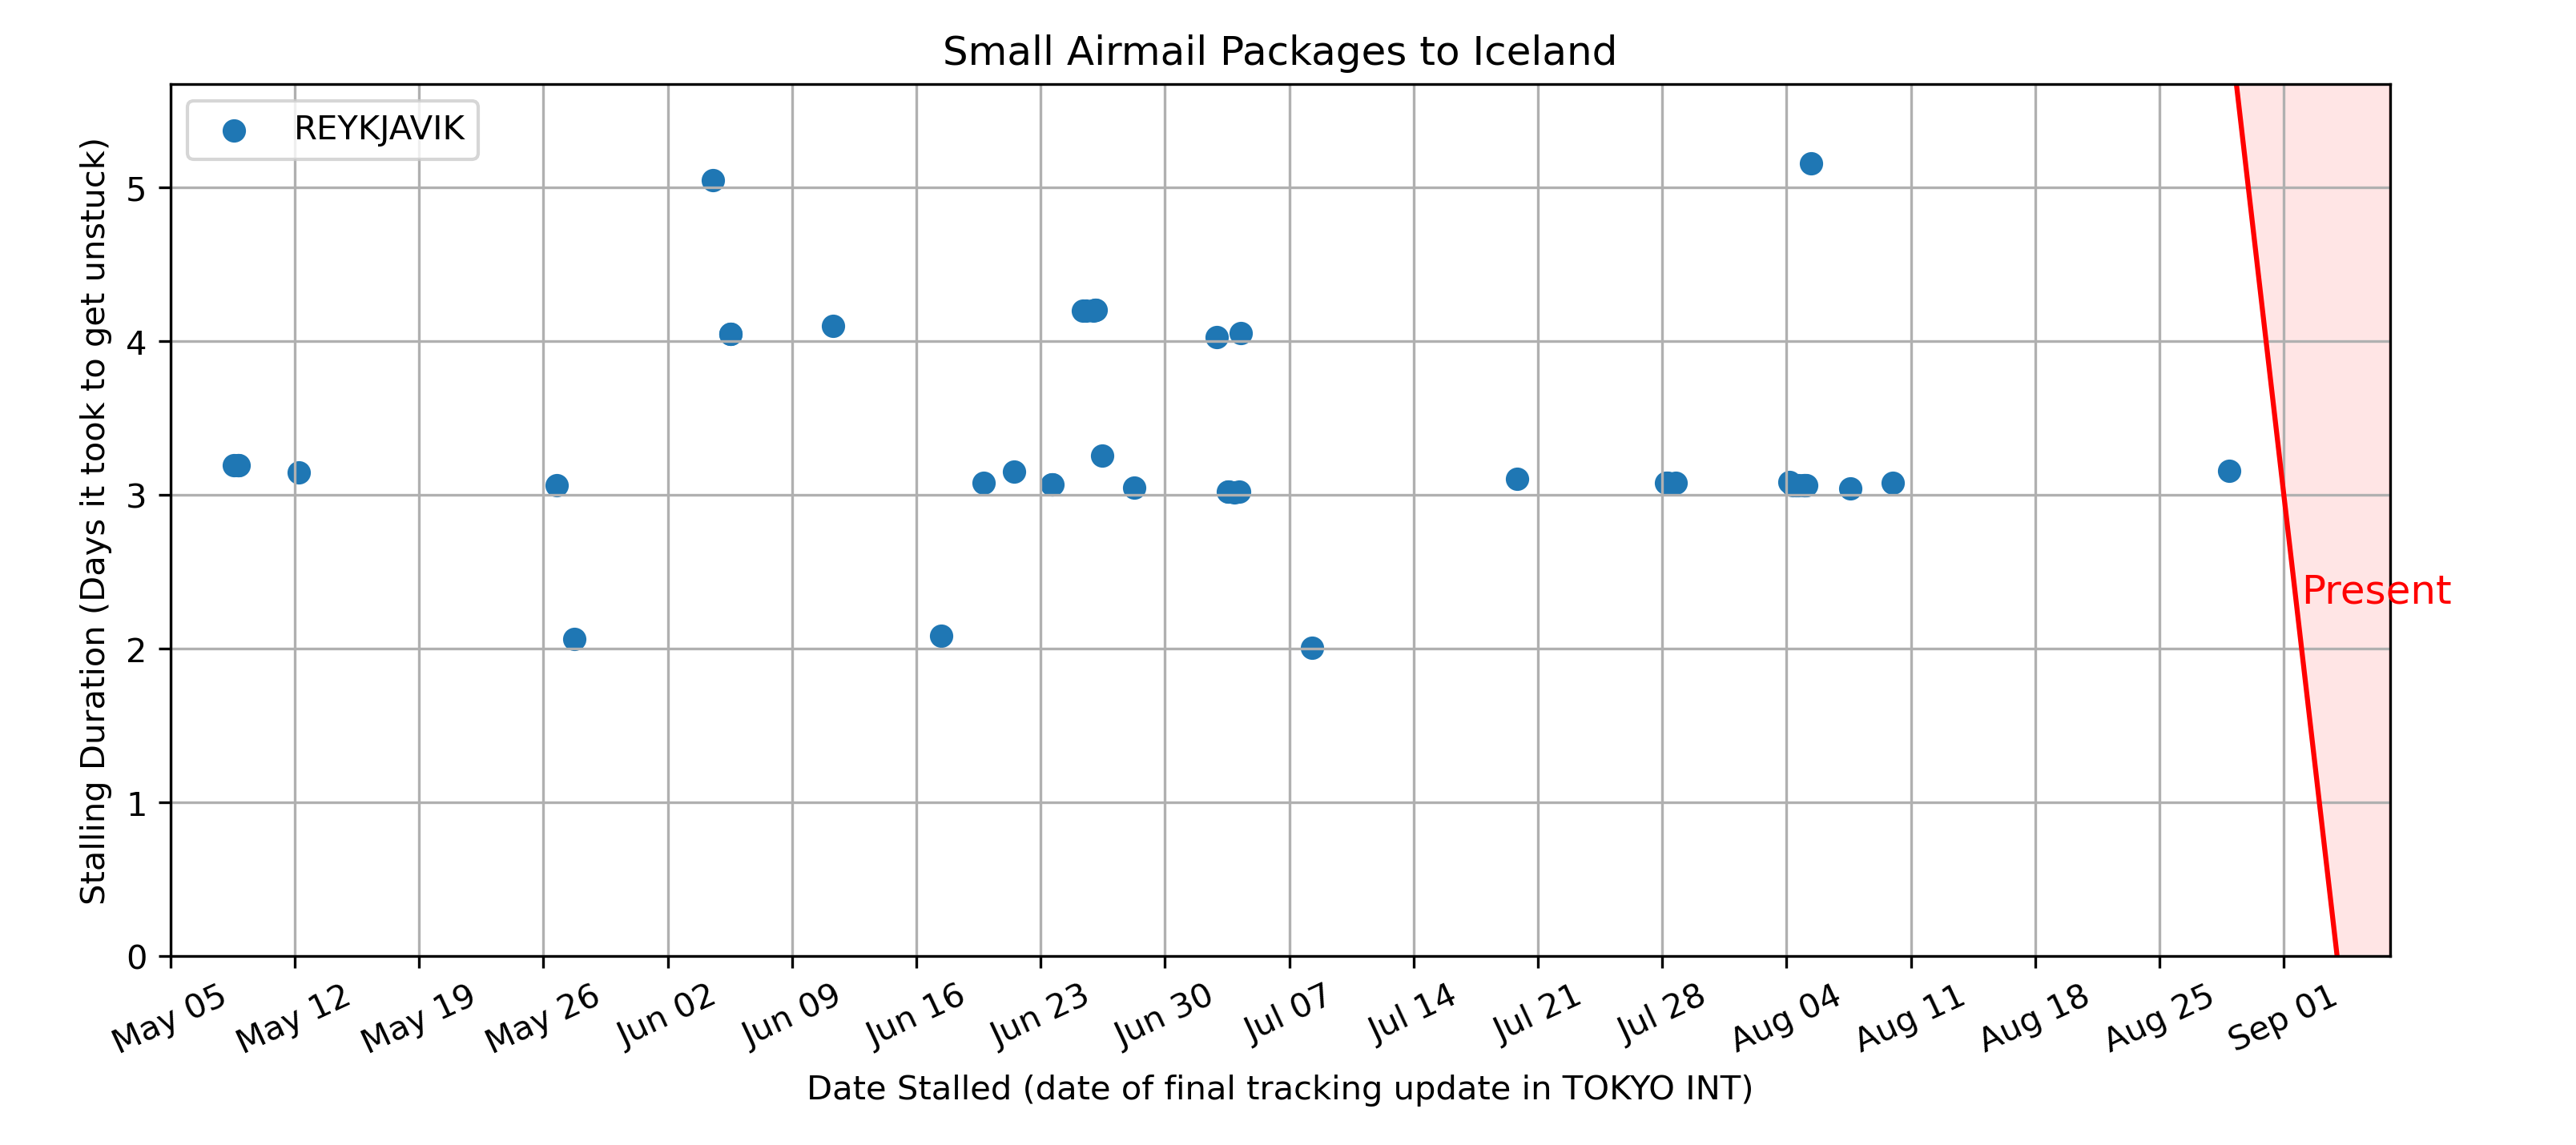 Small Airmail Packages to Iceland
REYKJAVIK
Stalling Duration (Days it took to get unstuck)
5
4
3
2
1
0
Present
May 05
May 12
May 19
May 26
Jun 02
Jun 09
Jun 16
Jun 23
Jun 30
Jul 07
Jul 14
Jul 21
Jul 28
Aug 04
Aug 11
Aug 18
Aug 25
Sep 01
Date Stalled (date of final tracking update in TOKYO INT)